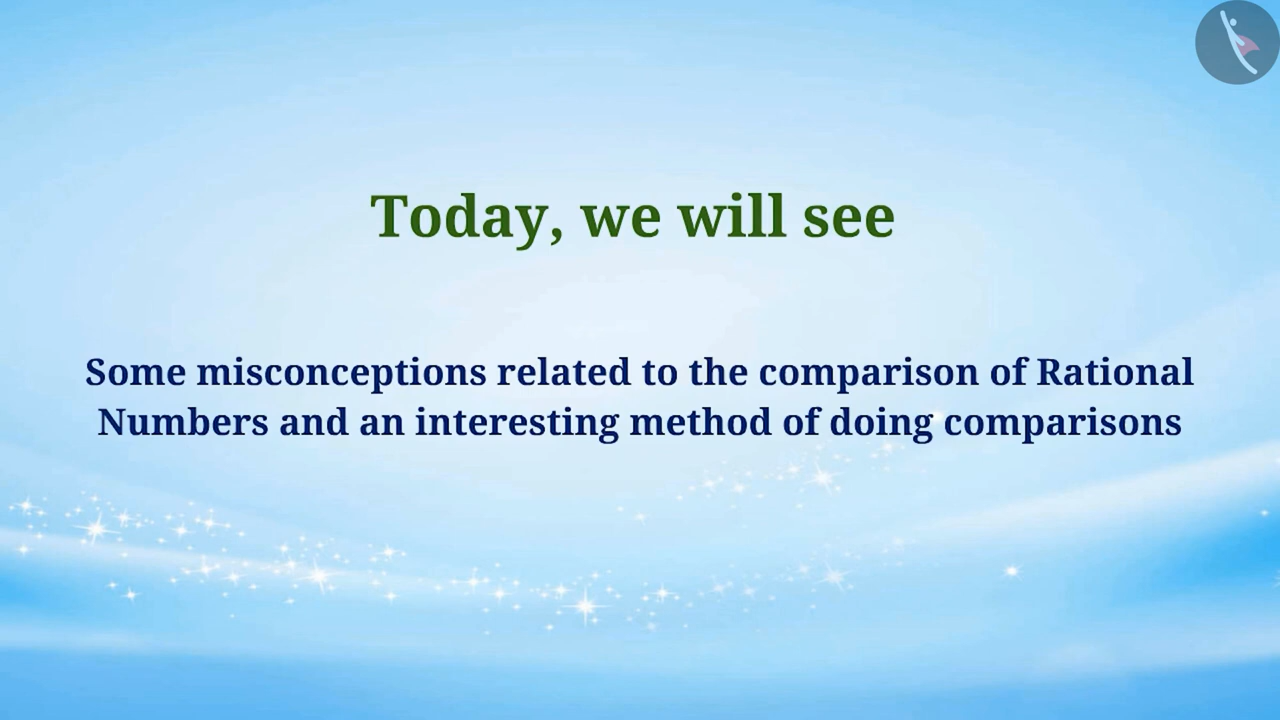 Today, we will see
Some misconceptions related to the comparison of Rational
Numbers and an interesting method of doing comparisons